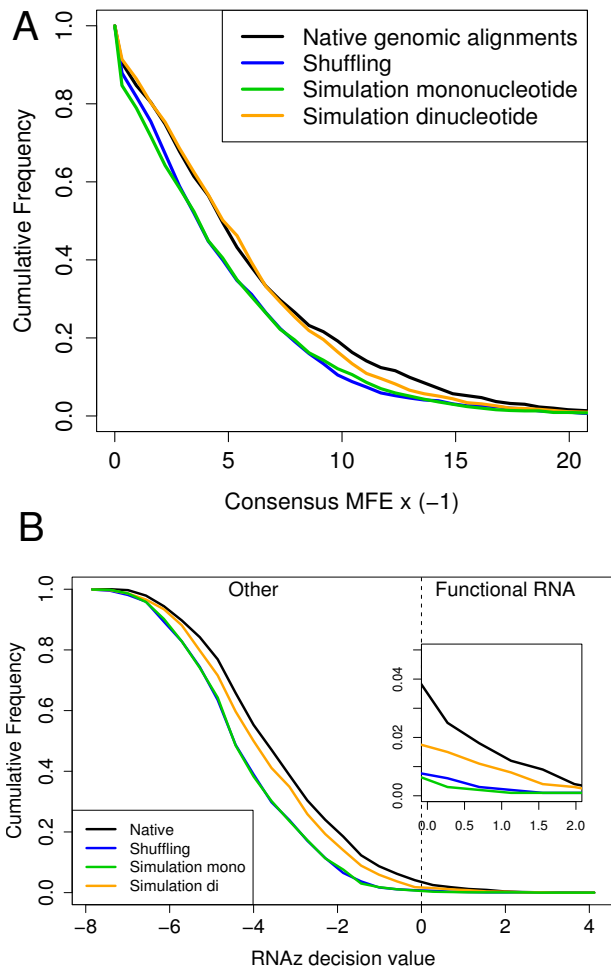 A
Native genomic alignments
Shuffling
Simulation mononucleotide
Simulation dinucleotide
Cumulative Frequency
1.0
0.8
0.6
0.4
0.2
0.0
0 5 10 15 20
Consensus MFE x (−1)
B
Other Functional RNA
Cumulative Frequency
1.0
0.8
0.6
0.4
0.2
0.0
0.04
0.02
0.00
0.0 0.5 1.0 1.5 2.0
Native
Shuffling
Simulation mono
Simulation di
−8 −6 −4 −2 0 2 4
RNAz decision value